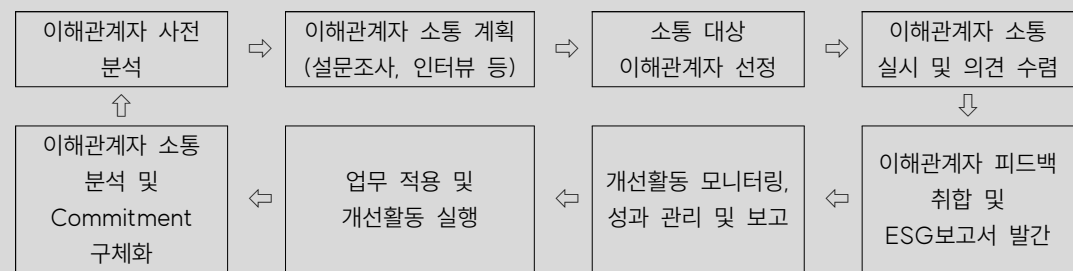 이해관계자 사전
분석
⇨
이해관계자 소통 계획
(설문조사, 인터뷰 등)
⇨
소통 대상
이해관계자 선정
⇨
이해관계자 소통
실시 및 의견 수렴
⇩
이해관계자 피드백
취합 및
ESG보고서 발간
⇦
개선활동 모니터링,
성과 관리 및 보고
⇦
업무 적용 및
개선활동 실행
⇦
이해관계자 소통
분석 및
Commitment
구체화
⇧